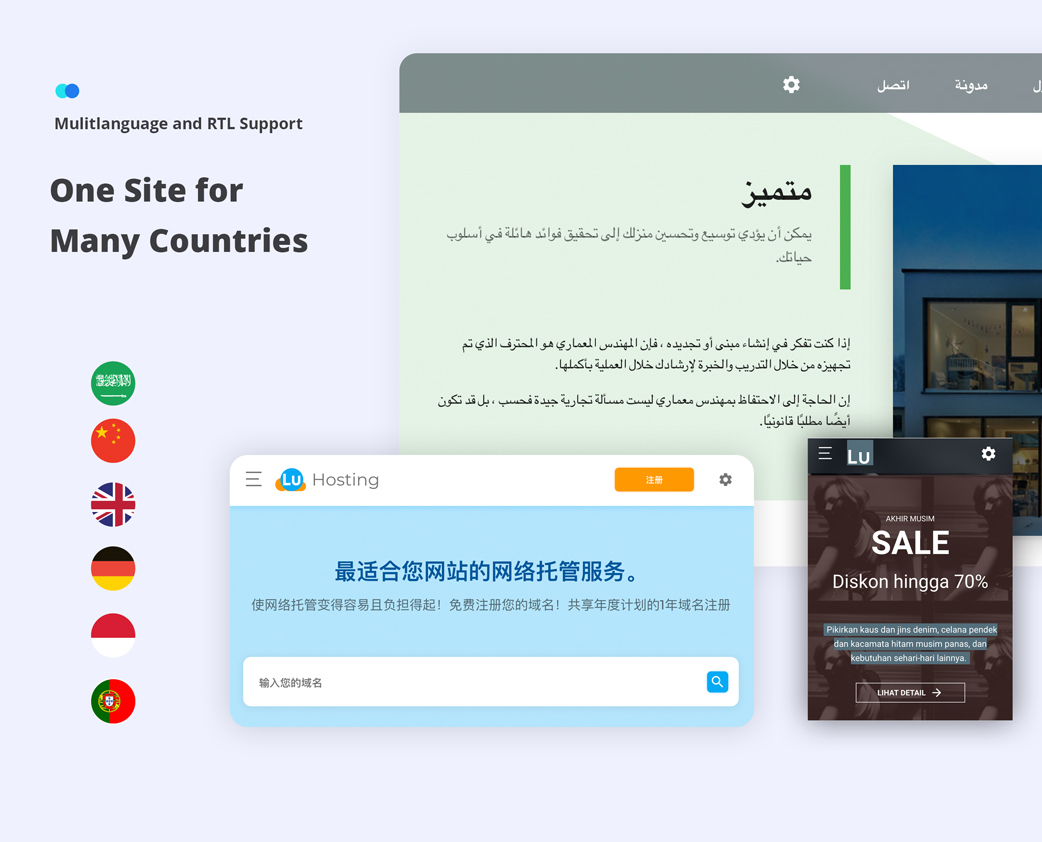 Mulitlanguage and RTL Support
One Site for
Many Countries
اتصل
مدونة
متميز
يمكن أن يؤدي توسيع وتحسين منزلك إلى تحقيق فوائد هائلة في أسلوب
حياتك.
إذا كنت تفكر في إنشاء مبنى أو تجديده ، فإن المهندس المعماري هو المحترف الذي تم
تجهيزه من خلال التدريب والخبرة لإرشادك خلال العملية بأكملها.
إن الحاجة إلى الاحتفاظ بمهندس معماري ليست مسألة تجارية جيدة فحسب ، بل قد تكون
أيضًا مطلبًا قانونيًا.
Lu Hosting
注册
最适合您网站的网络托管服务。
使网络托管变得容易且负担得起！免费注册您的域名！共享年度计划的1年域名注册
输入您的域名
Lu
AKHIR MUSIM
SALE
Diskon hingga 70%
Pikirkan kaus dan jins denim, celana pendek
dan kacamata hitam musim panas, dan
kebutuhan sehari-hari lainnya.
LIHAT DETAIL